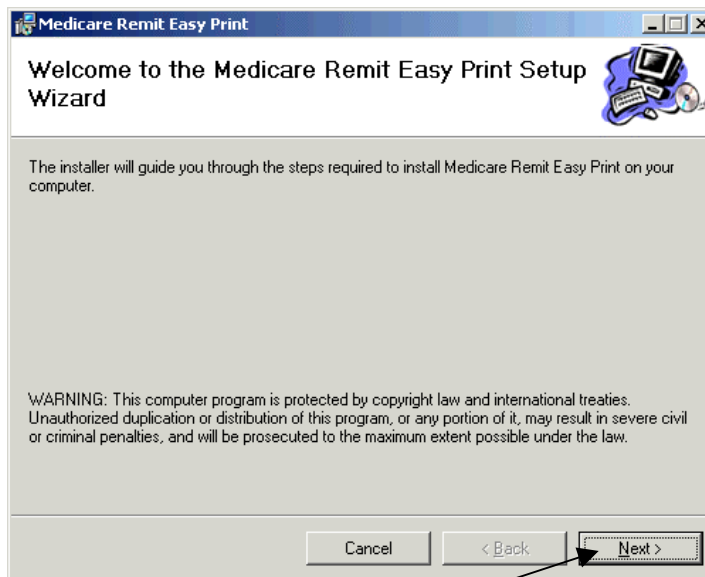 Medicare Remit Easy Print
Welcome to the Medicare Remit Easy Print Setup
Wizard
The installer will guide you through the steps required to install Medicare Remit Easy Print on your
computer.
WARNING: This computer program is protected by copyright law and international treaties.
Unauthorized duplication or distribution of this program, or any portion of it, may result in severe civil
or criminal penalties, and will be prosecuted to the maximum extent possible under the law.
Cancel
< Back
Next >